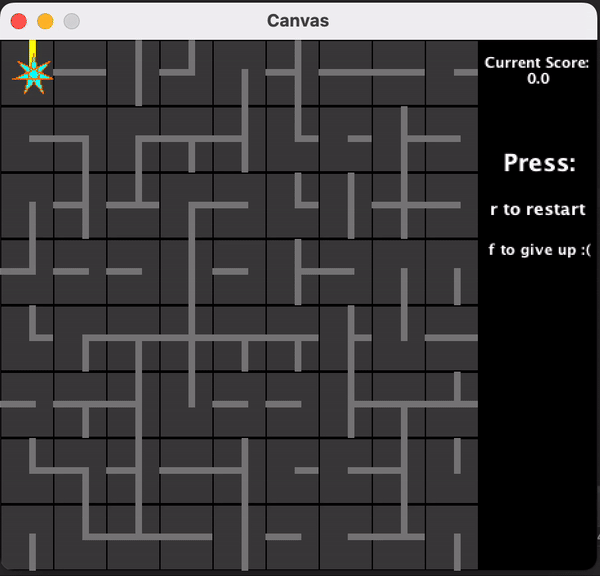 Canvas
Current Score:
0.0
Press:
r to restart
f to give up :(